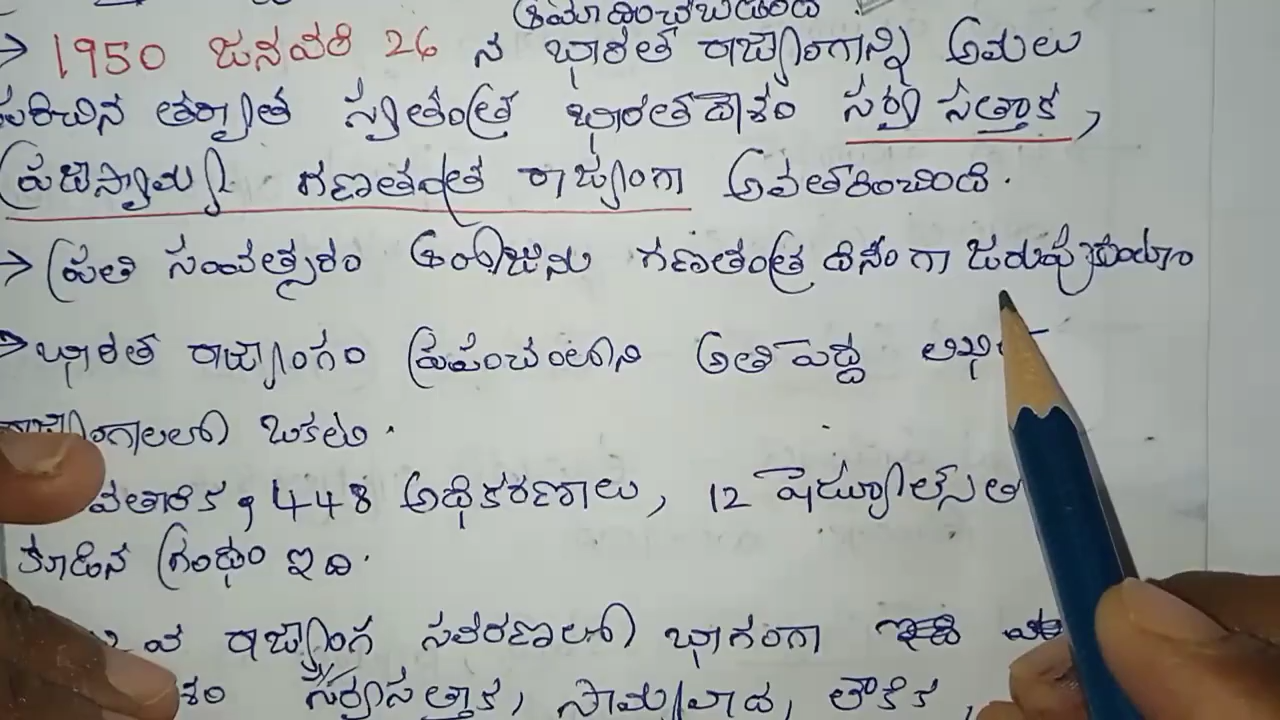 → 1950 జనవరి 26 న భారత రాజ్యాంగాన్ని అమలు
పరిచిన తర్వాత స్వతంత్ర భారతదేశం సర్వ సత్తాక,
ప్రజాస్వామ్య గణతంత్ర రాజ్యంగా అవతరించింది.
→ ప్రతి సంవత్సరం ఈరోజును గణతంత్ర దినంగా జరుపుకుంటాం
→ భారత రాజ్యాంగం ప్రపంచంలోని అతిపెద్ద లిఖిత
రాజ్యాంగాలలో ఒకటి.
448 అధికరణాలు, 12 షెడ్యూల్స్‌త
కూడిన గ్రంథం ఇది.
వ రాజ్యాంగ సవరణలో భాగంగా
సర్వసత్తాక, సామ్యవాద, లౌకిక,